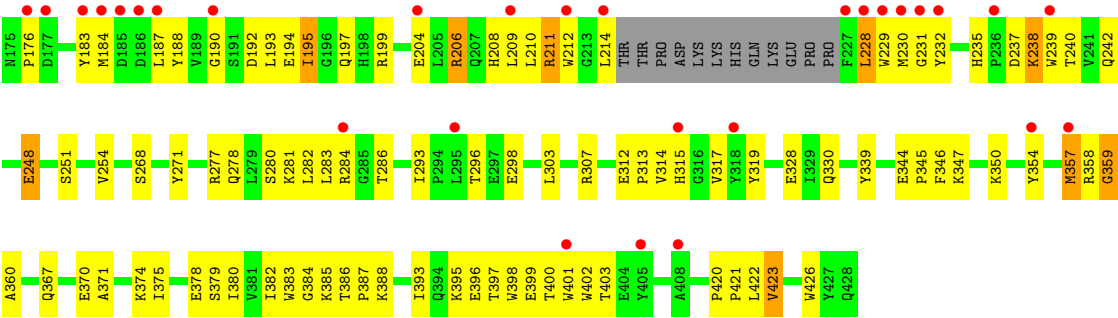 N175 P176 D177 Y183 M184 D185 D186 L187 Y188 V189 G190 S191 D192 L193 E194 I195 G196 Q197 H198 R199 E204 L205 R206 Q207 H208 L209 L210 R211 W212 G213 L214 THR THR PRO ASP LYS LYS HIS GLN LYS GLU PRO PRO F227 L228 W229 M230 G231 Y232 H235 P236 D237 K238 W239 T240 V241 Q242
E248 S251 V254 S268 Y271 R277 Q278 L279 S280 K281 L282 L283 R284 G285 T286 I293 P294 L295 T296 E297 E298 L303 R307 E312 P313 V314 H315 G316 V317 Y318 Y319 E328 I329 Q330 Y339 E344 P345 F346 K347 K350 Y354 M357 R358 G359
A360 Q367 E370 A371 K374 I375 E378 S379 I380 V381 I382 W383 G384 K385 T386 P387 K388 I393 Q394 K395 E396 T397 W398 E399 T400 W401 W402 T403 E404 Y405 A408 P420 P421 L422 V423 W426 Y427 Q428